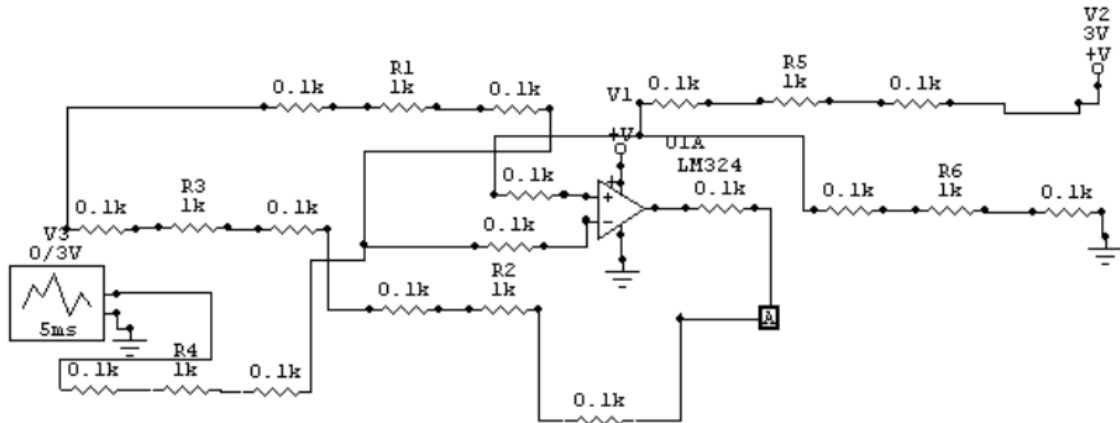 V2
3V
+V
R5
0.1k 1k 0.1k
R1
0.1k 1k 0.1k
V1
+V
U1A
LM324
0.1k
+
+
-
0.1k
R6
0.1k 1k 0.1k
R3
0.1k 1k 0.1k
V3
0/3V
5ms
0.1k
R2
0.1k 1k
A
R4
0.1k 1k 0.1k
0.1k